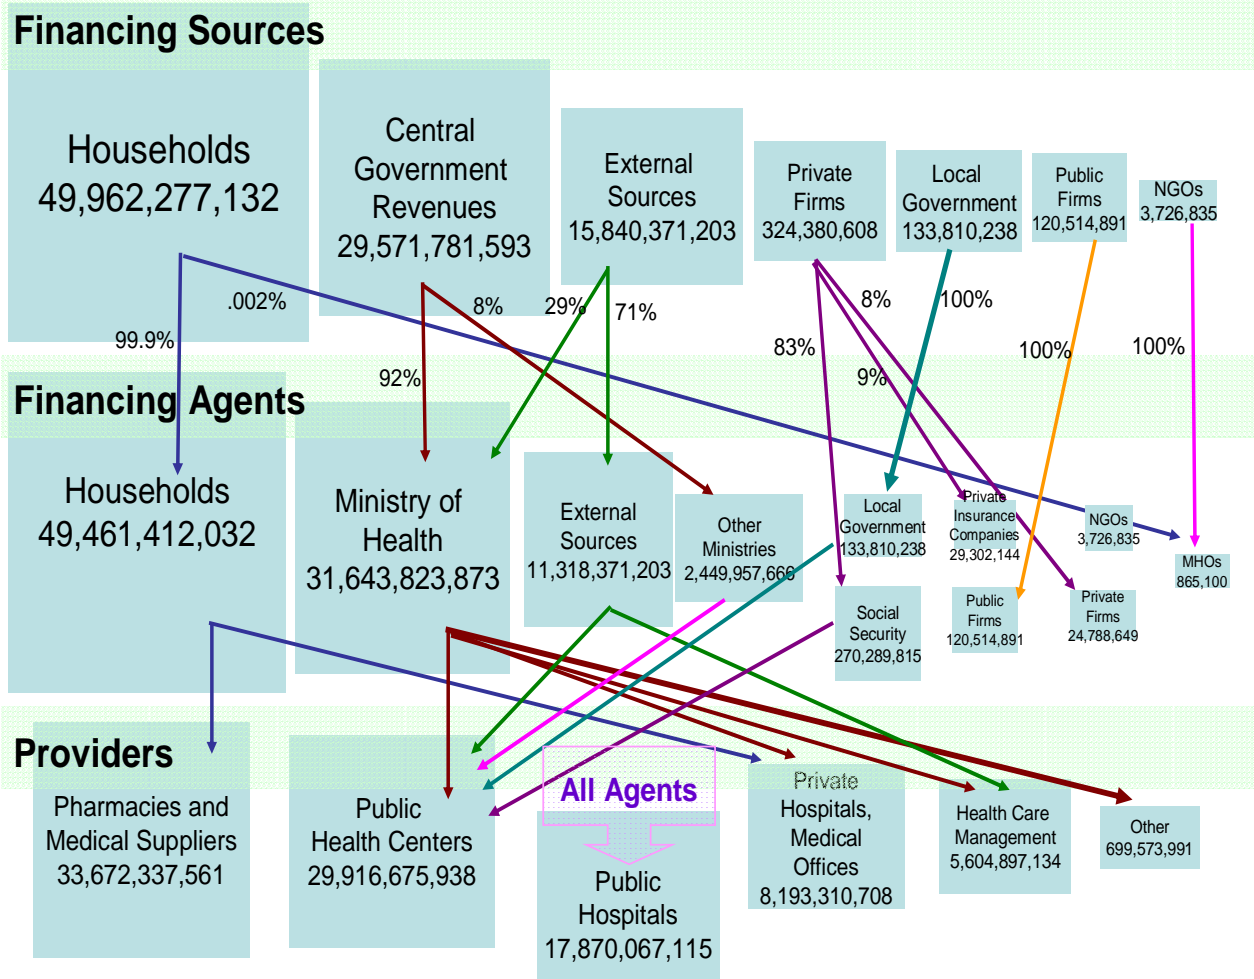 Financing Sources
Households
49,962,277,132
Central
Government
Revenues
29,571,781,593
External
Sources
15,840,371,203
Private
Firms
324,380,608
Local
Government
133,810,238
Public
Firms
120,514,891
NGOs
3,726,835
.002%
99.9%
8%
92%
29%
71%
83%
8%
9%
100%
100%
100%
Financing Agents
Households
49,461,412,032
Ministry of
Health
31,643,823,873
External
Sources
11,318,371,203
Other
Ministries
2,449,957,666
Local
Government
133,810,238
Private
Insurance
Companies
29,302,144
NGOs
3,726,835
MHOs
865,100
Social
Security
270,289,815
Public
Firms
120,514,891
Private
Firms
24,788,649
Providers
Pharmacies and
Medical Suppliers
33,672,337,561
Public
Health Centers
29,916,675,938
All Agents
Public
Hospitals
17,870,067,115
Private
Hospitals,
Medical
Offices
8,193,310,708
Health Care
Management
5,604,897,134
Other
699,573,991